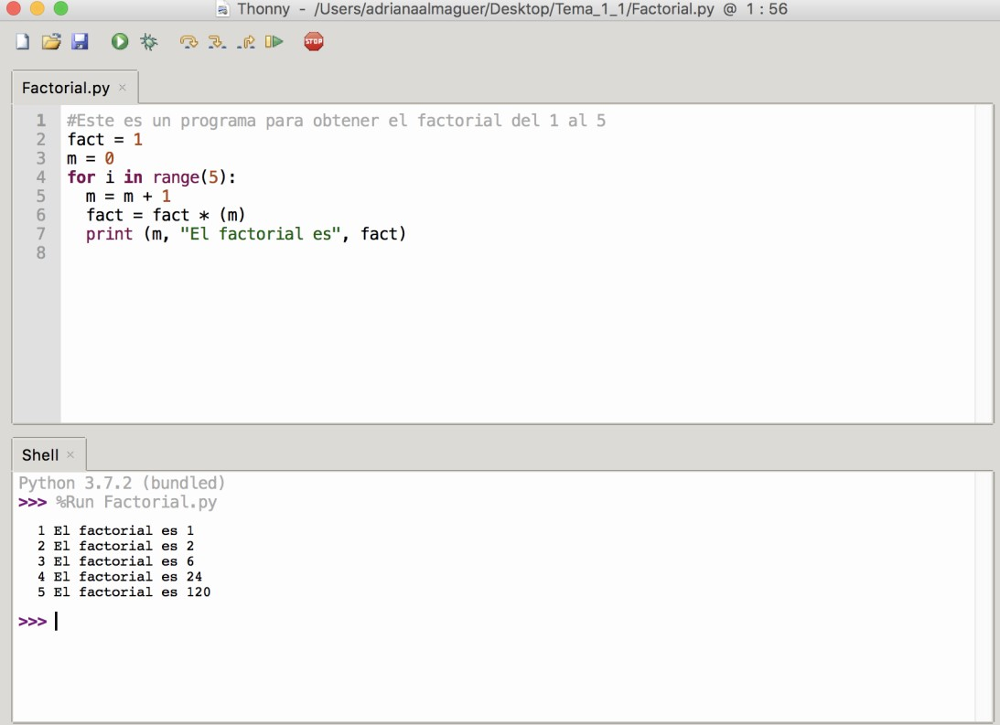 Thonny - /Users/adrianaalmaguer/Desktop/Tema_1_1/Factorial.py @ 1 : 56
STOP
Factorial.py ×
1 #Este es un programa para obtener el factorial del 1 al 5
2 fact = 1
3 m = 0
4 for i in range(5):
5   m = m + 1
6   fact = fact * (m)
7   print (m, "El factorial es", fact)
8
Shell ×
Python 3.7.2 (bundled)
>>> %Run Factorial.py
1 El factorial es 1
2 El factorial es 2
3 El factorial es 6
4 El factorial es 24
5 El factorial es 120
>>>